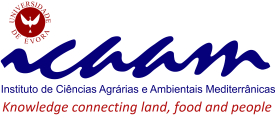 UNIVERSIDADE DE ÉVORA
icaam
Instituto de Ciências Agrárias e Ambientais Mediterrânicas
Knowledge connecting land, food and people